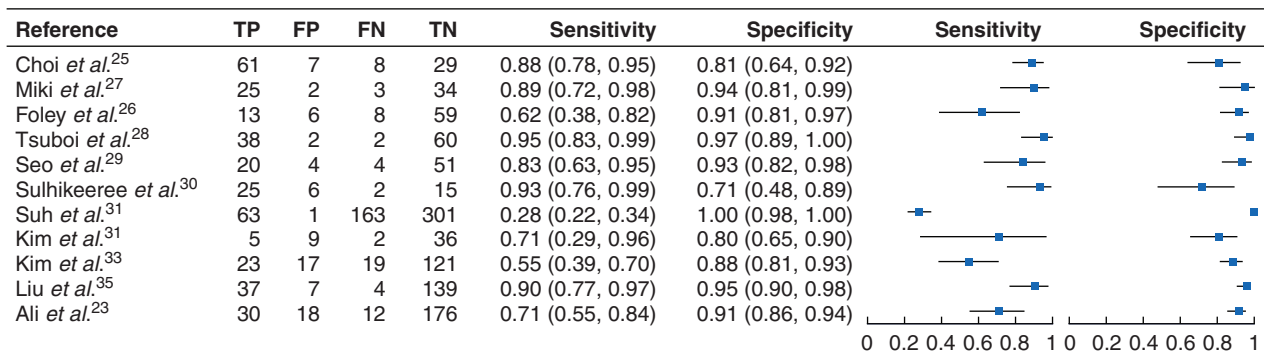 Reference TP FP FN TN Sensitivity Specificity Sensitivity Specificity
Choi et al.25 61 7 8 29 0.88 (0.78, 0.95) 0.81 (0.64, 0.92)
Miki et al.27 25 2 3 34 0.89 (0.72, 0.98) 0.94 (0.81, 0.99)
Foley et al.26 13 6 8 59 0.62 (0.38, 0.82) 0.91 (0.81, 0.97)
Tsuboi et al.28 38 2 2 60 0.95 (0.83, 0.99) 0.97 (0.89, 1.00)
Seo et al.29 20 4 4 51 0.83 (0.63, 0.95) 0.93 (0.82, 0.98)
Sulhikeeree et al.30 25 6 2 15 0.93 (0.76, 0.99) 0.71 (0.48, 0.89)
Suh et al.31 63 1 163 301 0.28 (0.22, 0.34) 1.00 (0.98, 1.00)
Kim et al.31 5 9 2 36 0.71 (0.29, 0.96) 0.80 (0.65, 0.90)
Kim et al.33 23 17 19 121 0.55 (0.39, 0.70) 0.88 (0.81, 0.93)
Liu et al.35 37 7 4 139 0.90 (0.77, 0.97) 0.95 (0.90, 0.98)
Ali et al.23 30 18 12 176 0.71 (0.55, 0.84) 0.91 (0.86, 0.94)
0 0.2 0.4 0.6 0.8 1 0 0.2 0.4 0.6 0.8 1